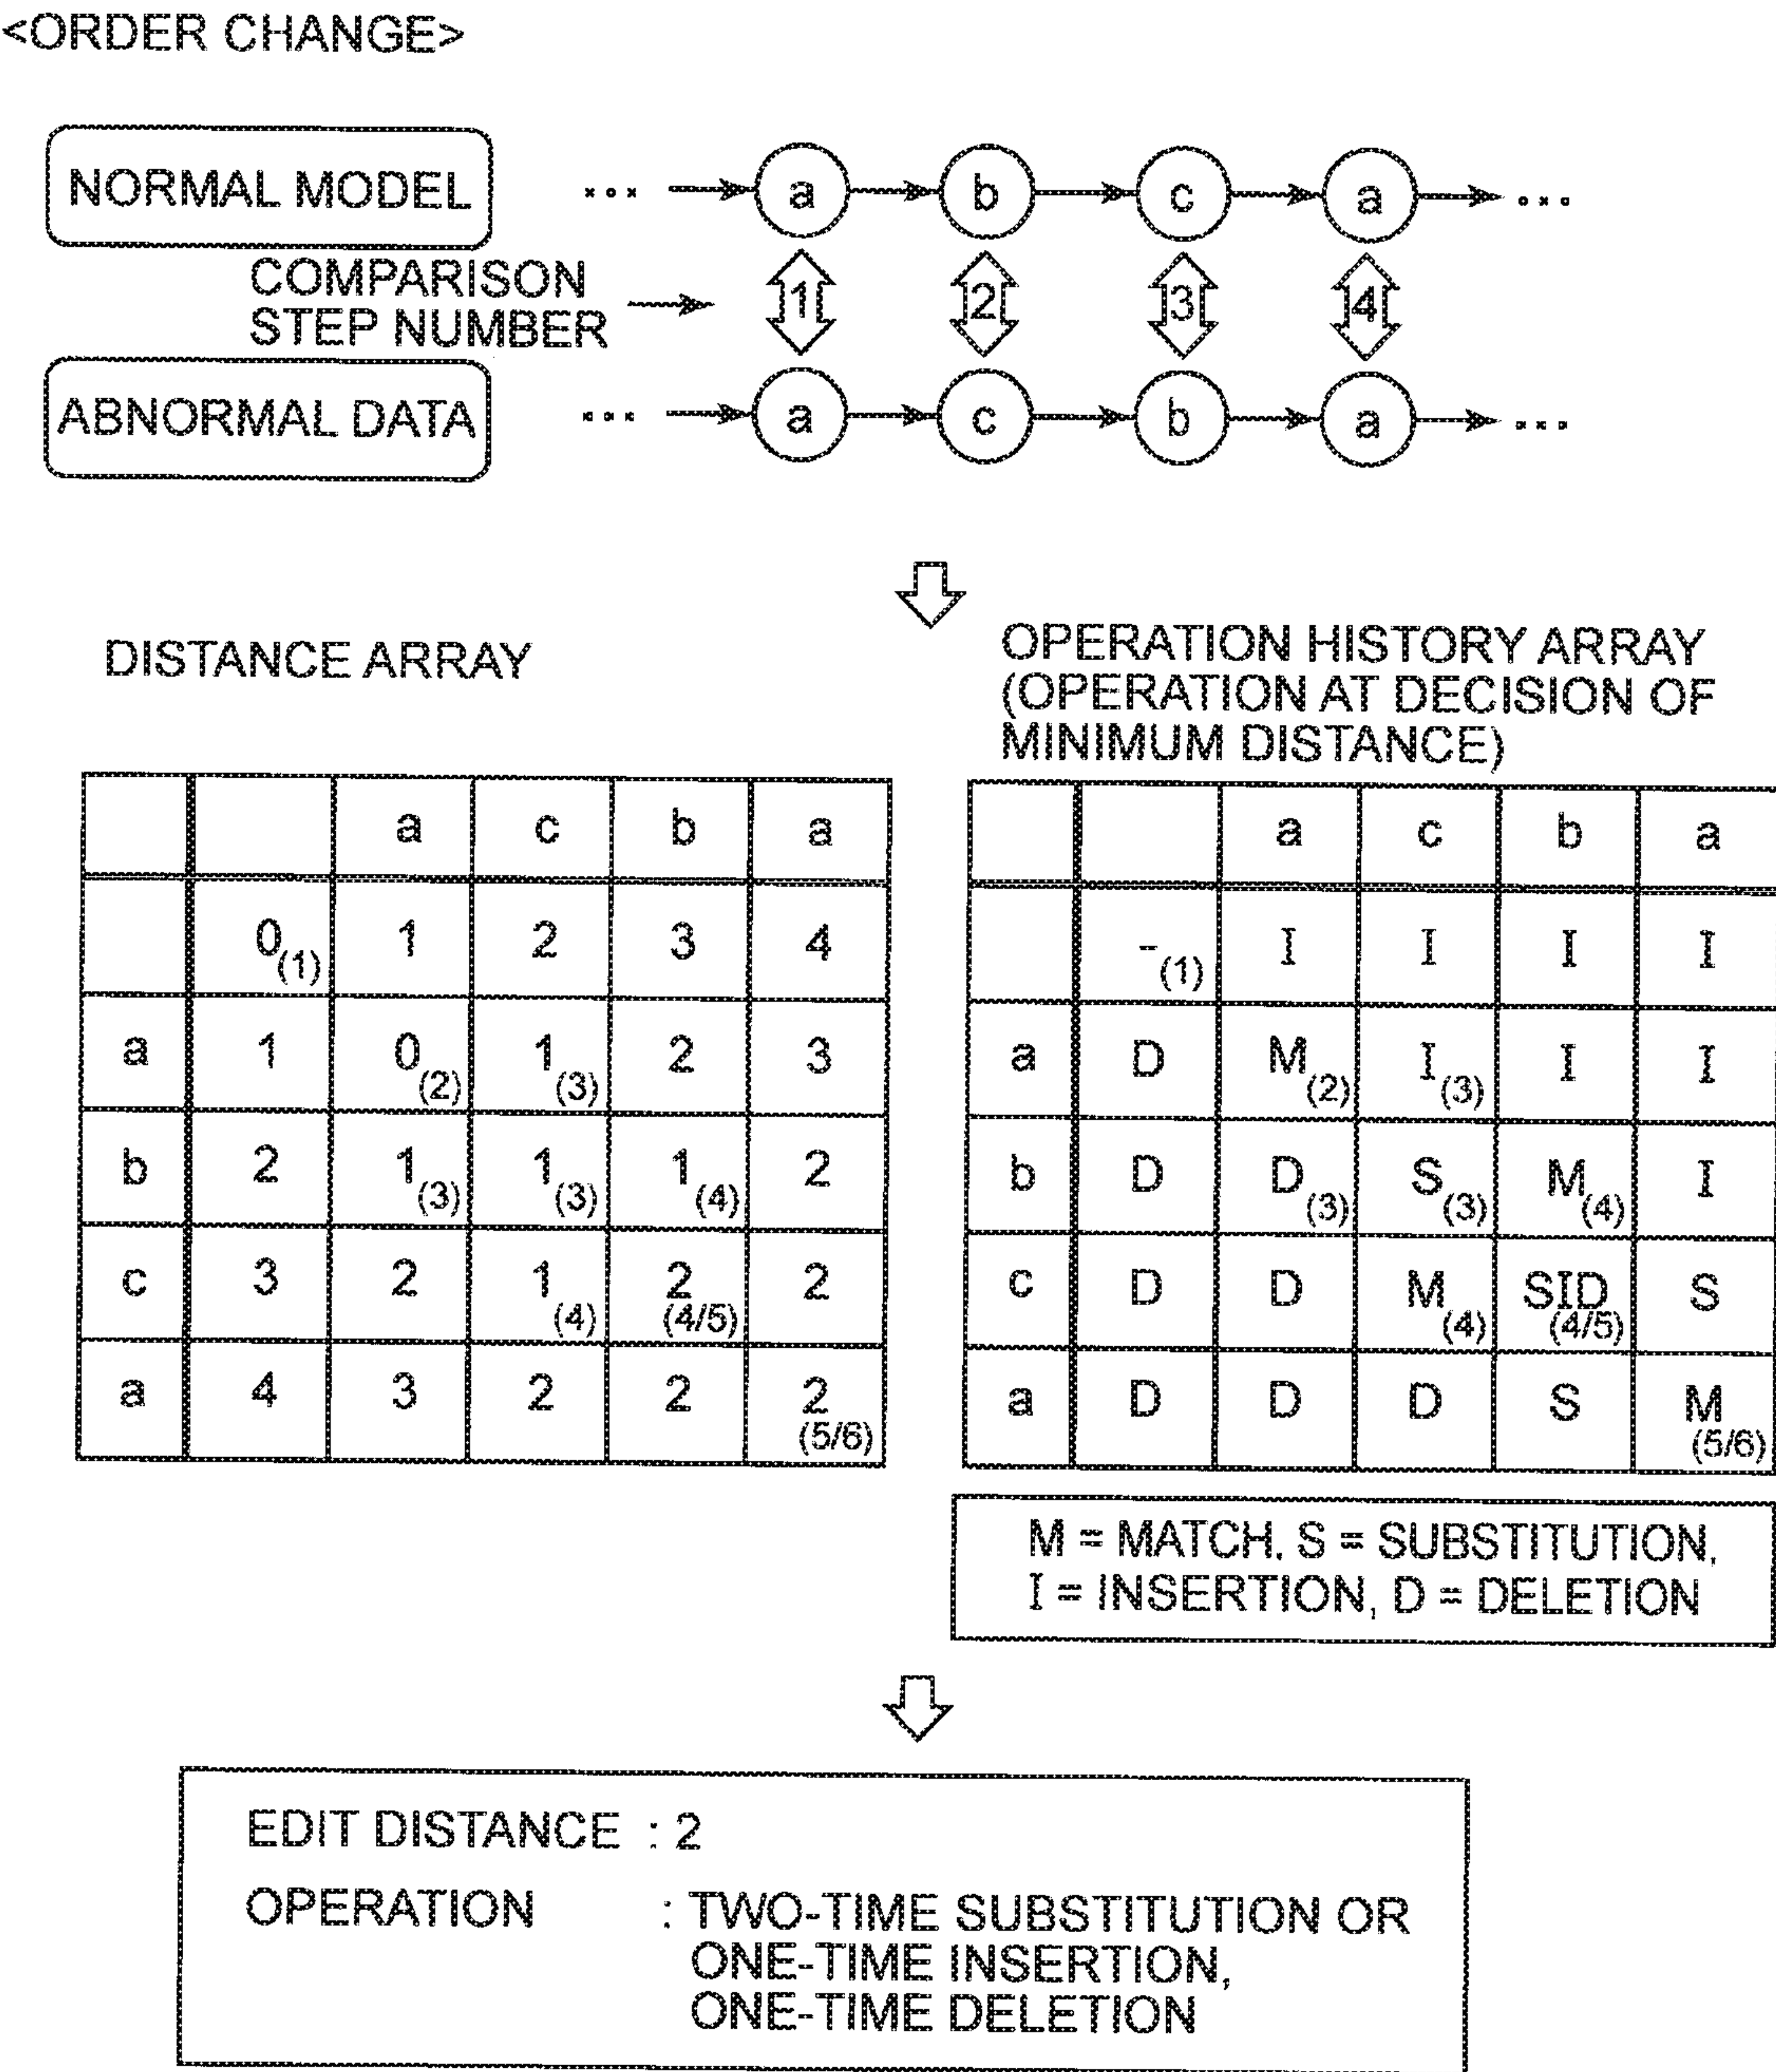 <ORDER CHANGE>
NORMAL MODEL ... a b c a ...
COMPARISON
STEP NUMBER 1 2 3 4
ABNORMAL DATA ... a c b a ...
DISTANCE ARRAY
a c b a
0(1) 1 2 3 4
a 1 0(2) 1(3) 2 3
b 2 1(3) 1(3) 1(4) 2
c 3 2 1(4) 2(4/5) 2
a 4 3 2 2 2(5/6)
OPERATION HISTORY ARRAY
(OPERATION AT DECISION OF
MINIMUM DISTANCE)
a c b a
-(1) I I I I
a D M(2) I(3) I I
b D D(3) S(3) M(4) I
c D D M(4) SID(4/5) S
a D D D S M(5/6)
M = MATCH, S = SUBSTITUTION,
I = INSERTION, D = DELETION
EDIT DISTANCE : 2
OPERATION : TWO-TIME SUBSTITUTION OR
ONE-TIME INSERTION,
ONE-TIME DELETION